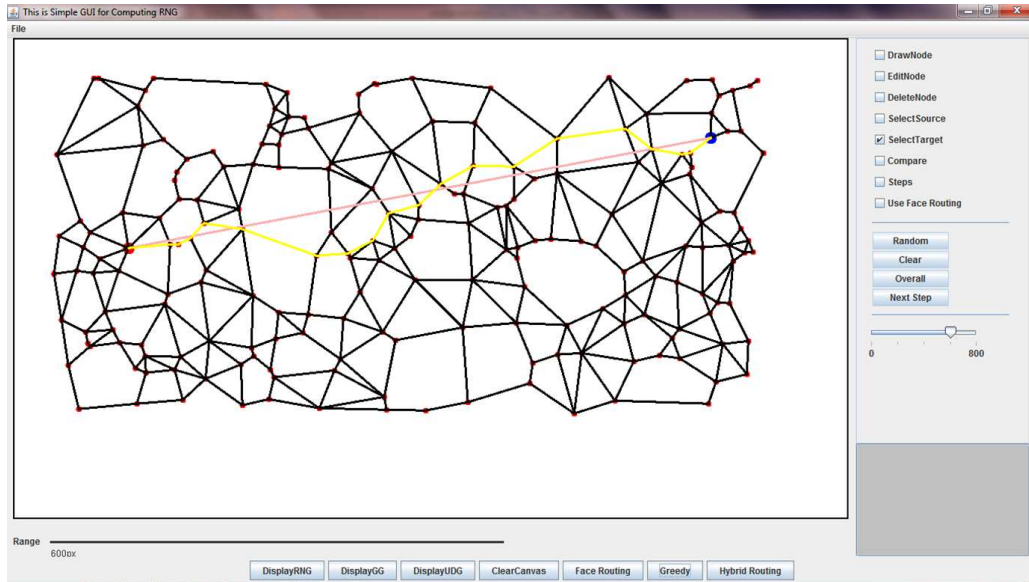 This is Simple GUI for Computing RNG
File
DrawNode
EditNode
DeleteNode
SelectSource
SelectTarget
Compare
Steps
Use Face Routing
Random
Clear
Overall
Next Step
0 800
Range
600px
DisplayRNG DisplayGG DisplayUDG ClearCanvas Face Routing Greedy Hybrid Routing